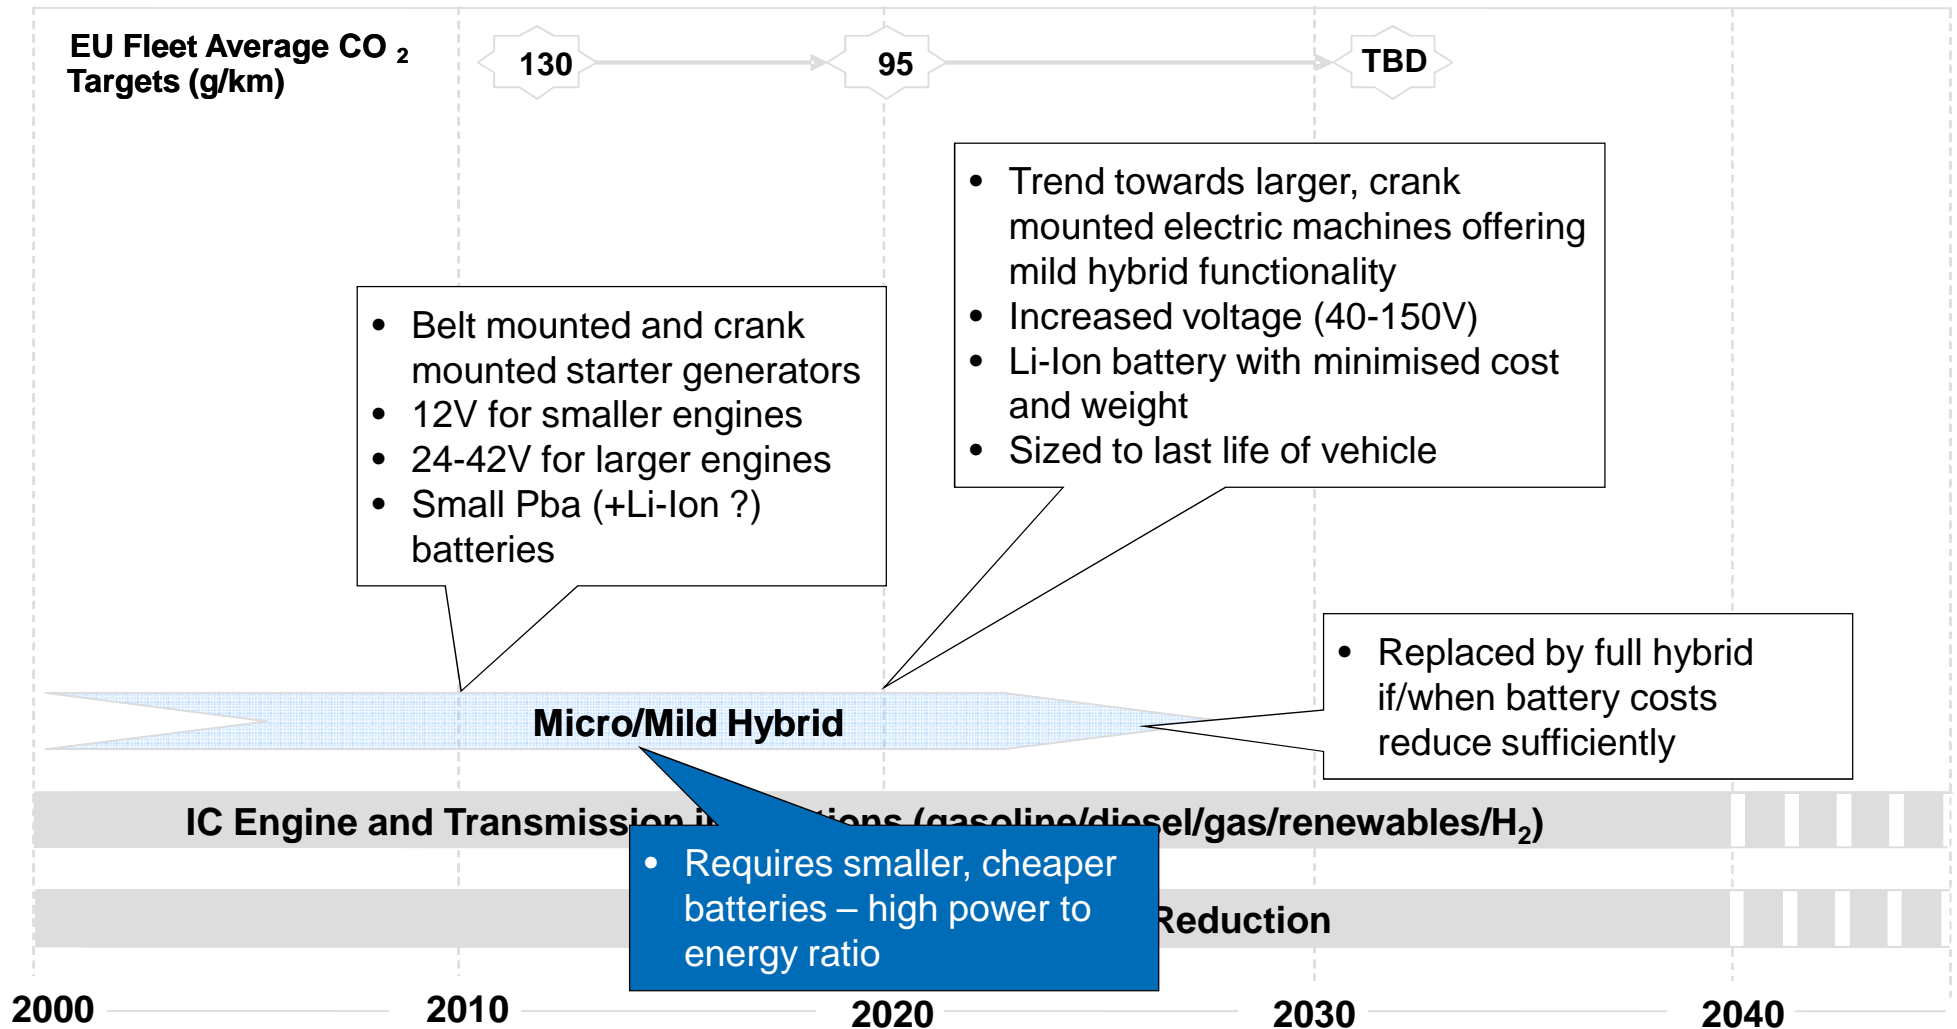 EU Fleet Average CO 2
Targets (g/km)
130
95
TBD
• Trend towards larger, crank
mounted electric machines offering
mild hybrid functionality
• Increased voltage (40-150V)
• Li-Ion battery with minimised cost
and weight
• Sized to last life of vehicle
• Belt mounted and crank
mounted starter generators
• 12V for smaller engines
• 24-42V for larger engines
• Small Pba (+Li-Ion ?)
batteries
• Replaced by full hybrid
if/when battery costs
reduce sufficiently
Micro/Mild Hybrid
IC Engine and Transmission (gasoline/diesel/gas/renewables/H2)
• Requires smaller, cheaper
batteries – high power to
energy ratio
Reduction
2000
2010
2020
2030
2040